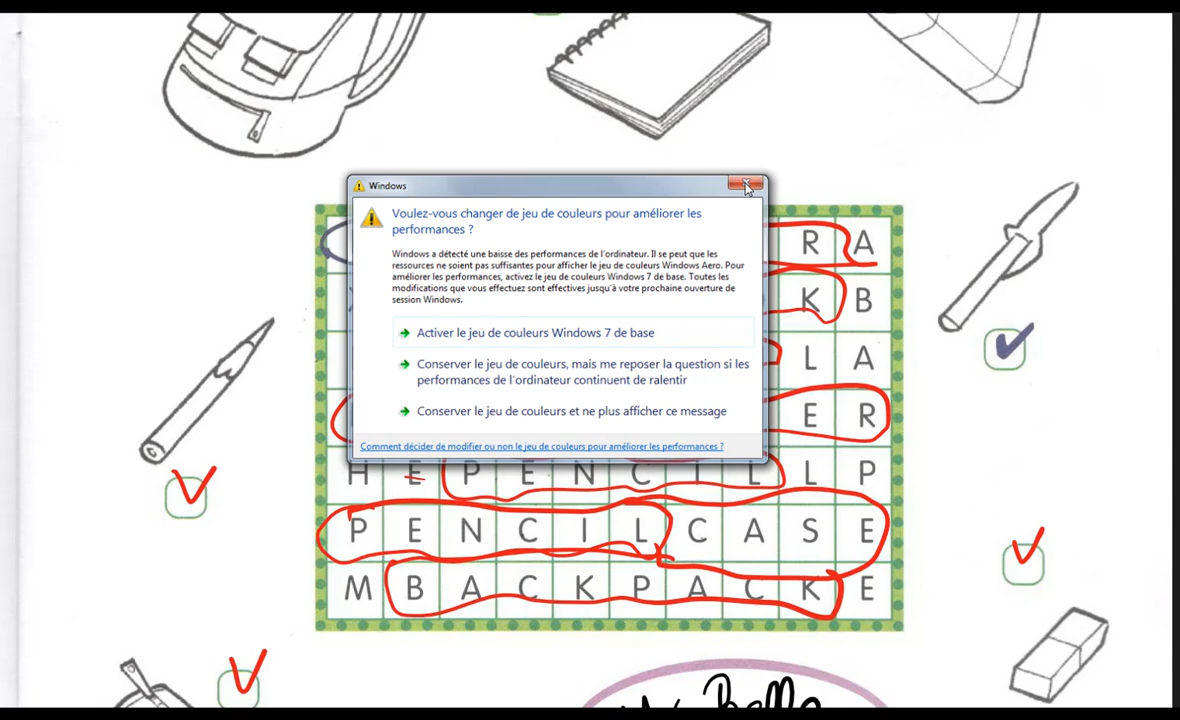 Windows
Voulez-vous changer de jeu de couleurs pour améliorer les
performances ?
Windows a détecté une baisse des performances de l'ordinateur. Il se peut que les
ressources ne soient pas suffisantes pour afficher le jeu de couleurs Windows Aero. Pour
améliorer les performances, activez le jeu de couleurs Windows 7 de base. Toutes les
modifications que vous effectuez sont effectives jusqu'à votre prochaine ouverture de
session Windows.
Activer le jeu de couleurs Windows 7 de base
Conserver le jeu de couleurs, mais me reposer la question si les
performances de l'ordinateur continuent de ralentir
Conserver le jeu de couleurs et ne plus afficher ce message
Comment décider de modifier ou non le jeu de couleurs pour améliorer les performances ?
R A
K B
L A
E R
H E P E N C I L L P
P E N C I L C A S E
M B A C K P A C K E